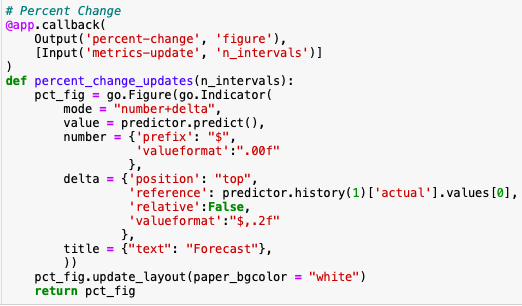 # Percent Change
@app.callback(
    Output('percent-change', 'figure'),
    [Input('metrics-update', 'n_intervals')]
)
def percent_change_updates(n_intervals):
    pct_fig = go.Figure(go.Indicator(
        mode = "number+delta",
        value = predictor.predict(),
        number = {'prefix': "$",
                  'valueformat':".00f"
                 },
        delta = {'position': "top",
                 'reference': predictor.history(1)['actual'].values[0],
                 'relative':False,
                 'valueformat':"$,.2f"
                },
        title = {"text": "Forecast"},
        ))
    pct_fig.update_layout(paper_bgcolor = "white")
    return pct_fig